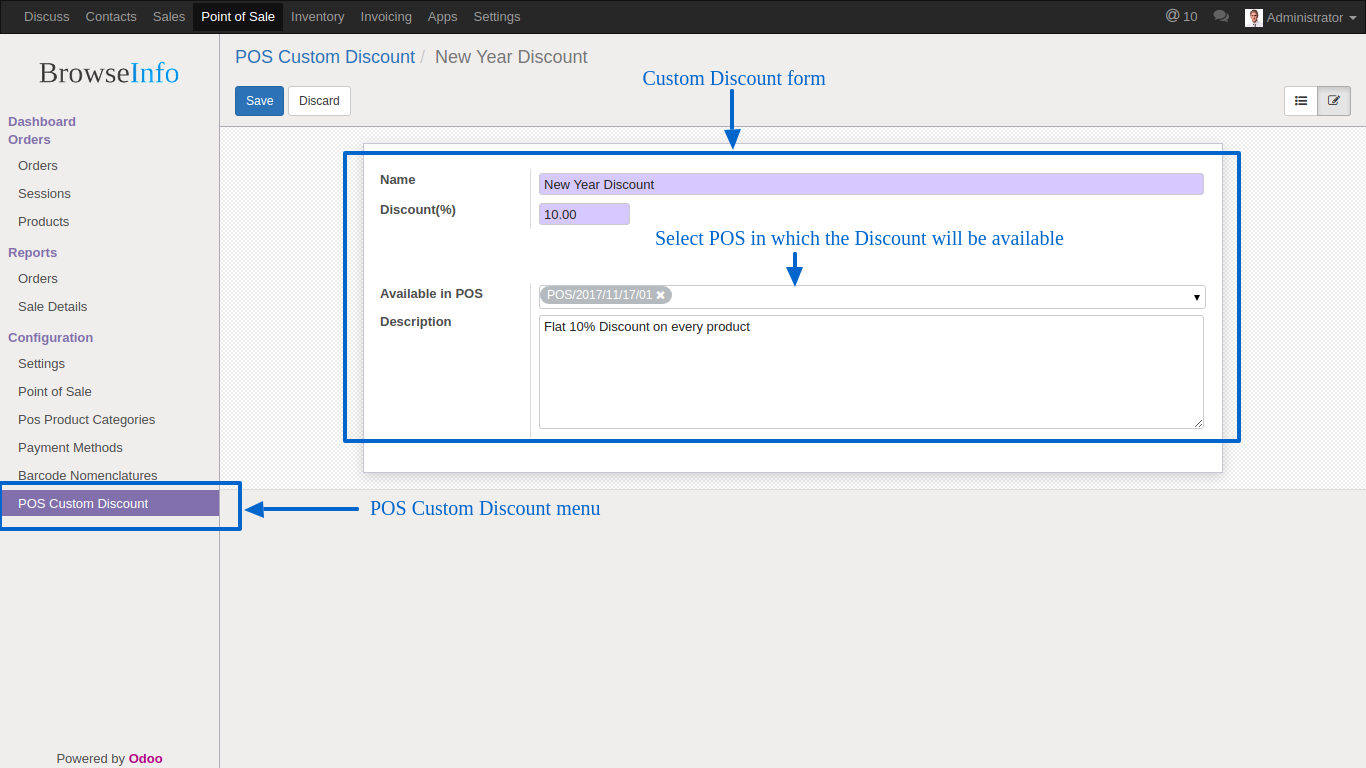 Discuss Contacts Sales Point of Sale Inventory Invoicing Apps Settings @ 10 Administrator
BrowseInfo
Dashboard
Orders
Orders
Sessions
Products
Reports
Orders
Sale Details
Configuration
Settings
Point of Sale
Pos Product Categories
Payment Methods
Barcode Nomenclatures
POS Custom Discount
Powered by Odoo
POS Custom Discount / New Year Discount
Save Discard
Custom Discount form
Name New Year Discount
Discount(%) 10.00
Select POS in which the Discount will be available
Available in POS POS/2017/11/17/01
Description Flat 10% Discount on every product
POS Custom Discount menu